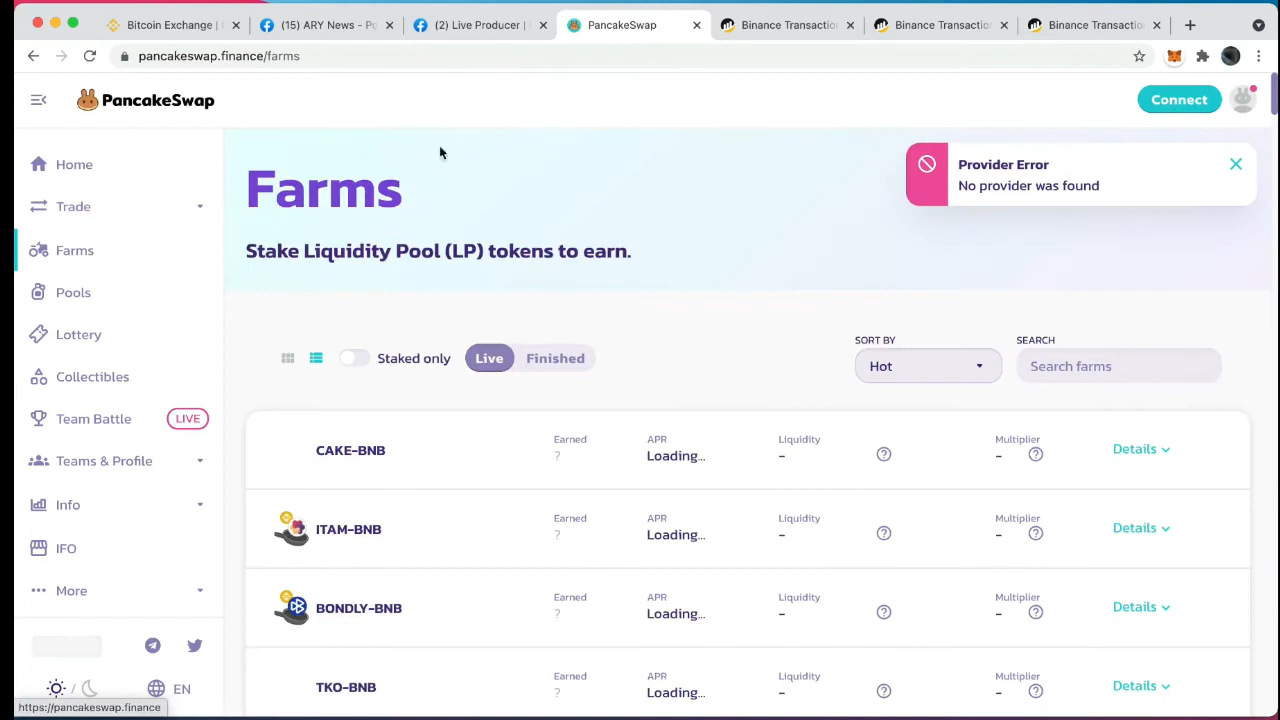 Bitcoin Exchange |
(15) ARY News - Po
(2) Live Producer |
PancakeSwap
Binance Transaction
Binance Transaction
Binance Transaction
pancakeswap.finance/farms
PancakeSwap
Connect
Home
Trade
Farms
Pools
Lottery
Collectibles
Team Battle LIVE
Teams & Profile
Info
IFO
More
EN
https://pancakeswap.finance
Farms
Stake Liquidity Pool (LP) tokens to earn.
Provider Error
No provider was found
Staked only
Live Finished
SORT BY
Hot
SEARCH
Search farms
CAKE-BNB
Earned
?
APR
Loading...
Liquidity
-
Multiplier
-
Details
ITAM-BNB
Earned
?
APR
Loading...
Liquidity
-
Multiplier
-
Details
BONDLY-BNB
Earned
?
APR
Loading...
Liquidity
-
Multiplier
-
Details
TKO-BNB
Earned
?
APR
Loading...
Liquidity
-
Multiplier
-
Details